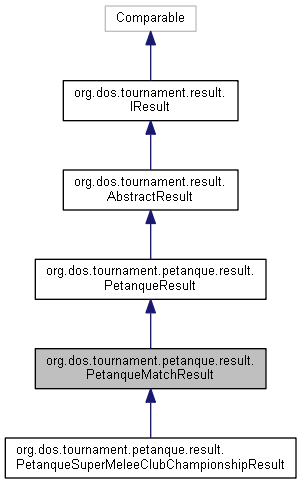 Comparable
org.dos.tournament.result.
IResult
org.dos.tournament.result.
AbstractResult
org.dos.tournament.petanque.result.
PetanqueResult
org.dos.tournament.petanque.result.
PetanqueMatchResult
org.dos.tournament.petanque.result.
PetanqueSuperMeleeClubChampionshipResult